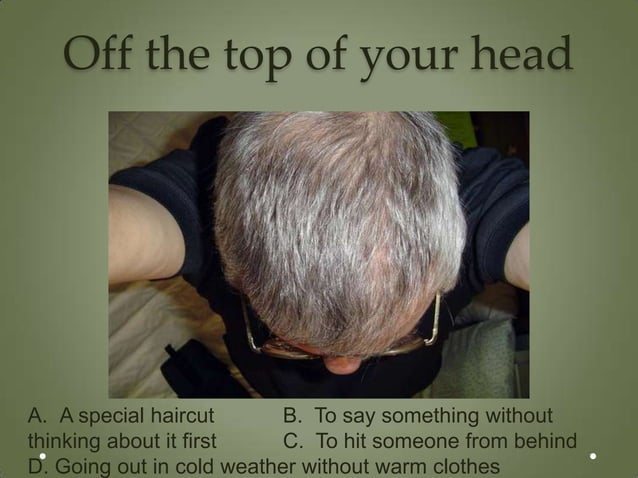 Off the top of your head
A. A special haircut B. To say something without
thinking about it first C. To hit someone from behind
D. Going out in cold weather without warm clothes